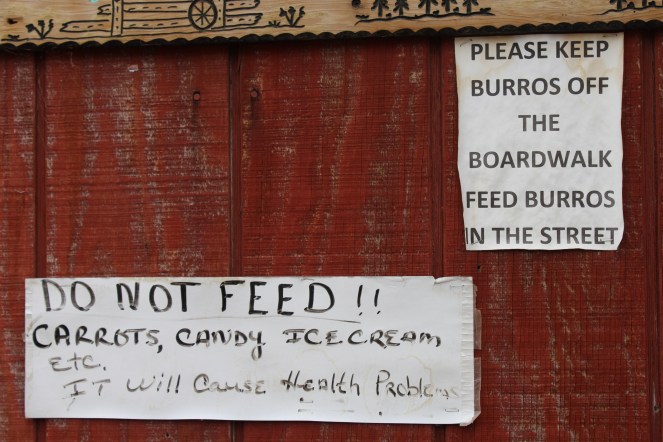 PLEASE KEEP
BURROS OFF
THE
BOARDWALK
FEED BURROS
IN THE STREET
DO NOT FEED!!
CARROTS, CANDY, ICE CREAM
ETC.
IT Will Cause Health Problems